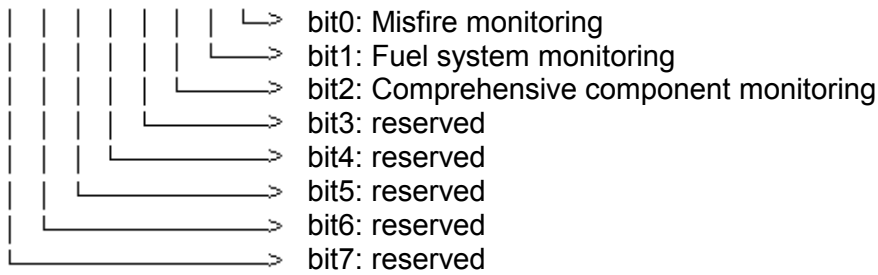 bit0: Misfire monitoring
bit1: Fuel system monitoring
bit2: Comprehensive component monitoring
bit3: reserved
bit4: reserved
bit5: reserved
bit6: reserved
bit7: reserved